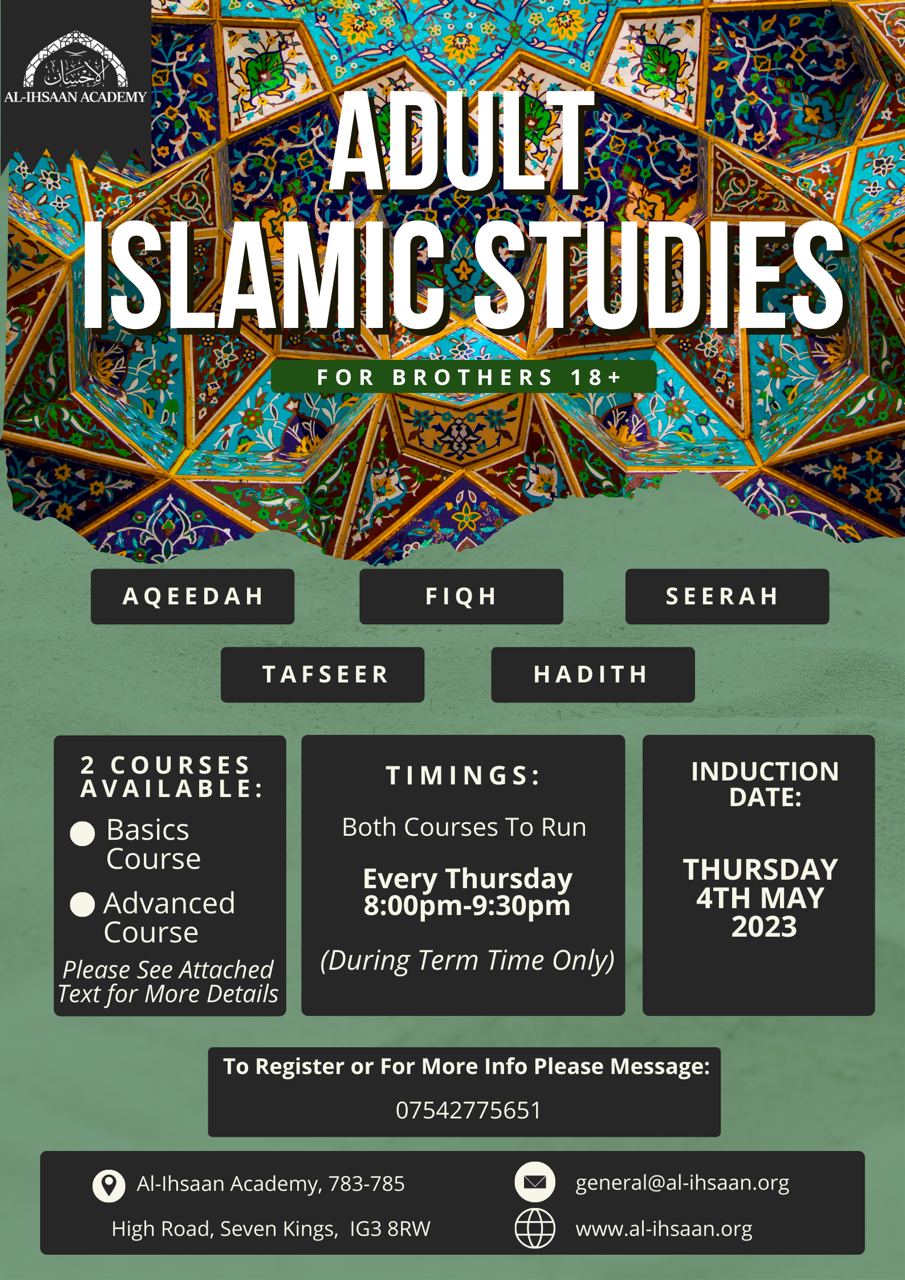 الإحسان
AL-IHSAAN ACADEMY
ADULT
ISLAMIC STUDIES
FOR BROTHERS 18+
AQEEDAH
FIQH
SEERAH
TAFSEER
HADITH
2 COURSES
AVAILABLE:
Basics
Course
Advanced
Course
Please See Attached
Text for More Details
TIMINGS:
Both Courses To Run
Every Thursday
8:00pm-9:30pm
(During Term Time Only)
INDUCTION
DATE:
THURSDAY
4TH MAY
2023
To Register or For More Info Please Message:
07542775651
Al-Ihsaan Academy, 783-785
High Road, Seven Kings, IG3 8RW
general@al-ihsaan.org
www.al-ihsaan.org